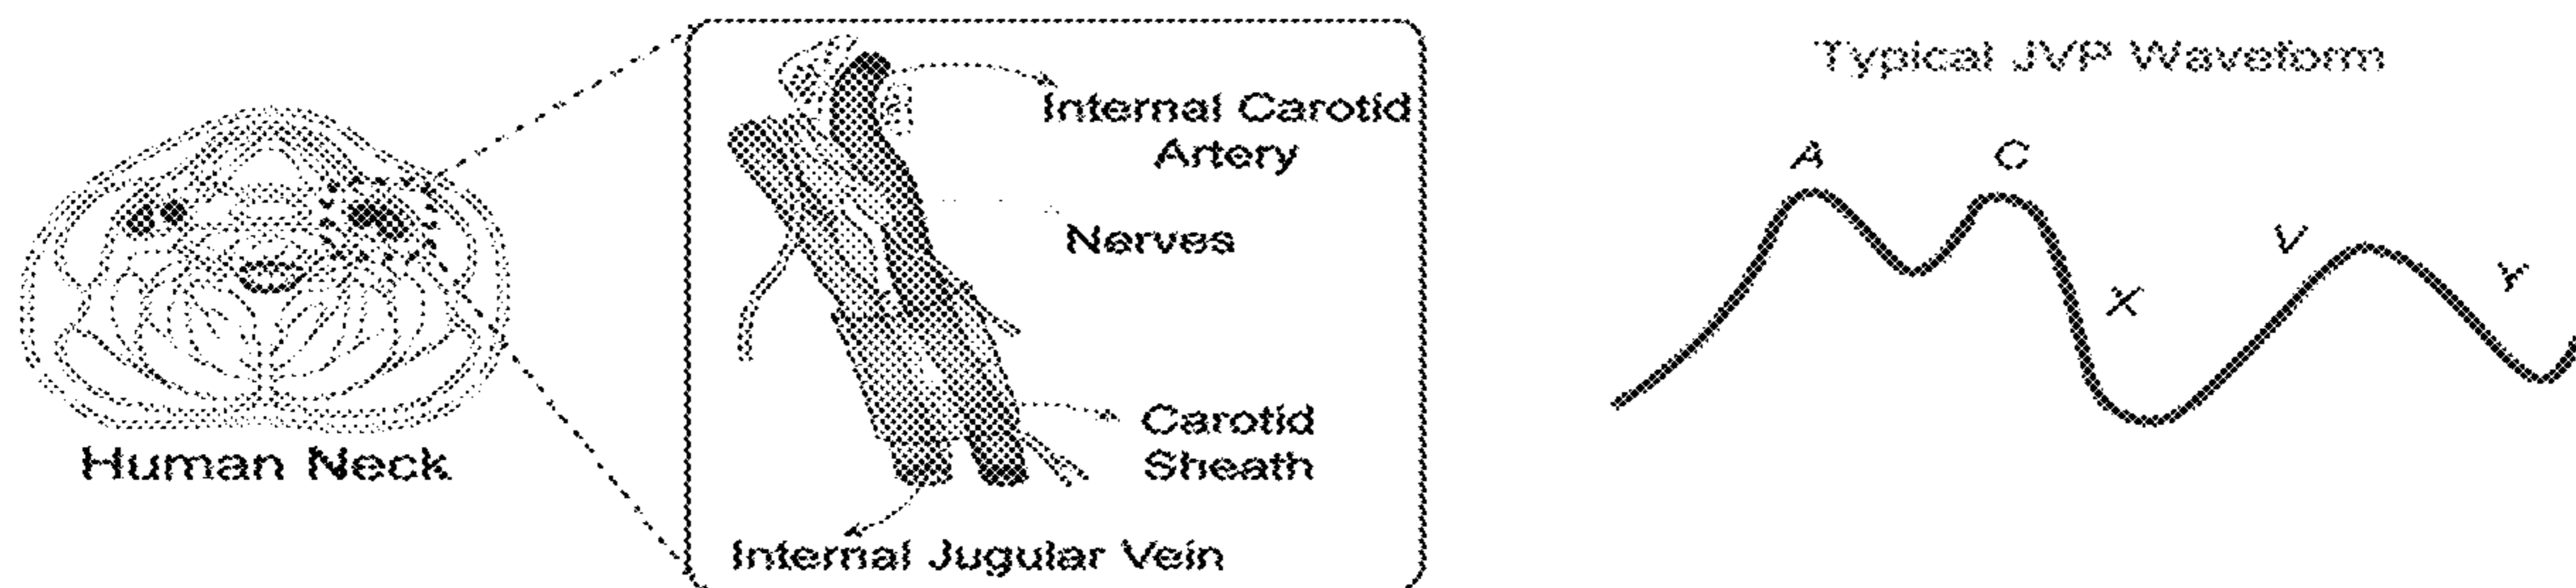 Human Neck
Internal Carotid
Artery
Nerves
Carotid
Sheath
Internal Jugular Vein
Typical JVP Waveform
A
C
X
V
Y